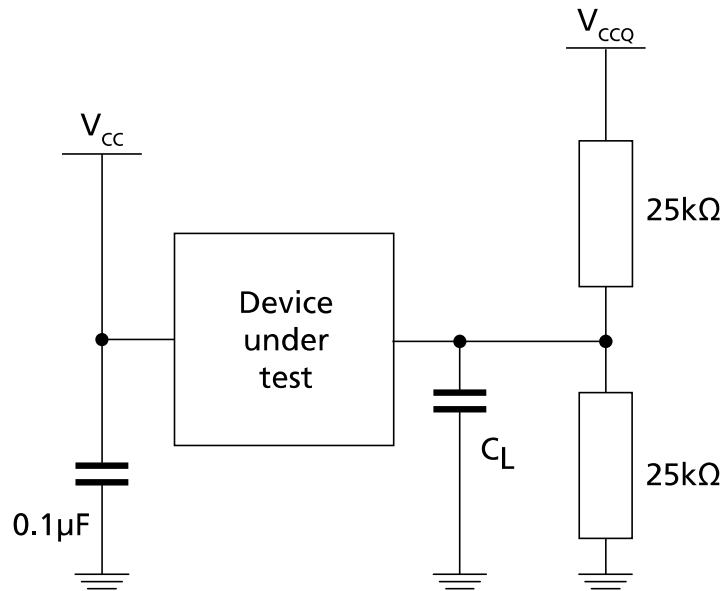 V_CCQ
V_CC
25kΩ
Device
under
test
C_L
25kΩ
0.1µF